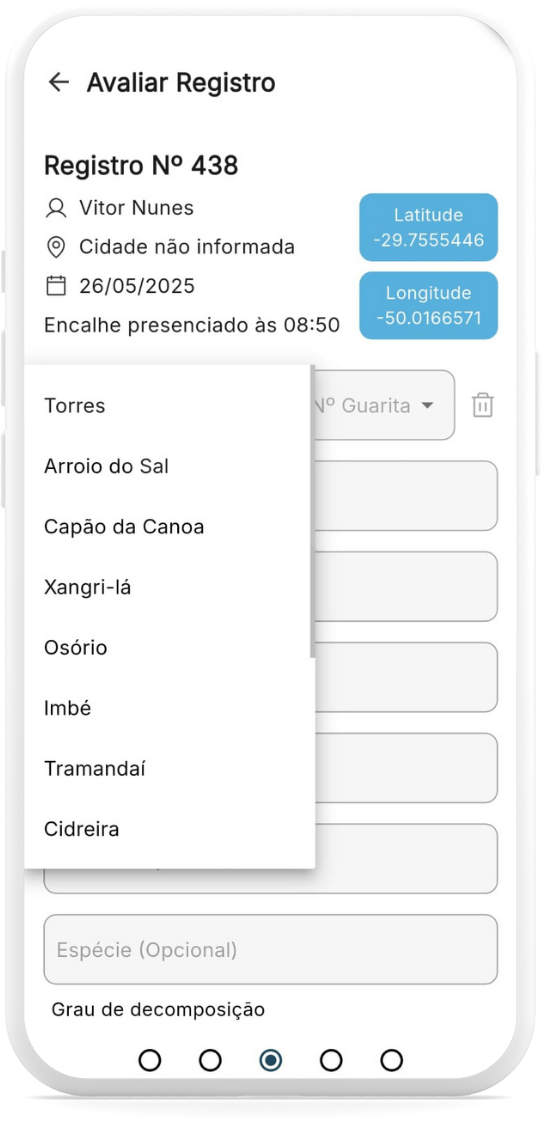 Avaliar Registro
Registro Nº 438
Vitor Nunes
Cidade não informada
26/05/2025
Encalhe presenciado às 08:50
Latitude
-29.7555446
Longitude
-50.0166571
Nº Guarita
Torres
Arroio do Sal
Capão da Canoa
Xangri-lá
Osório
Imbé
Tramandaí
Cidreira
Espécie (Opcional)
Grau de decomposição